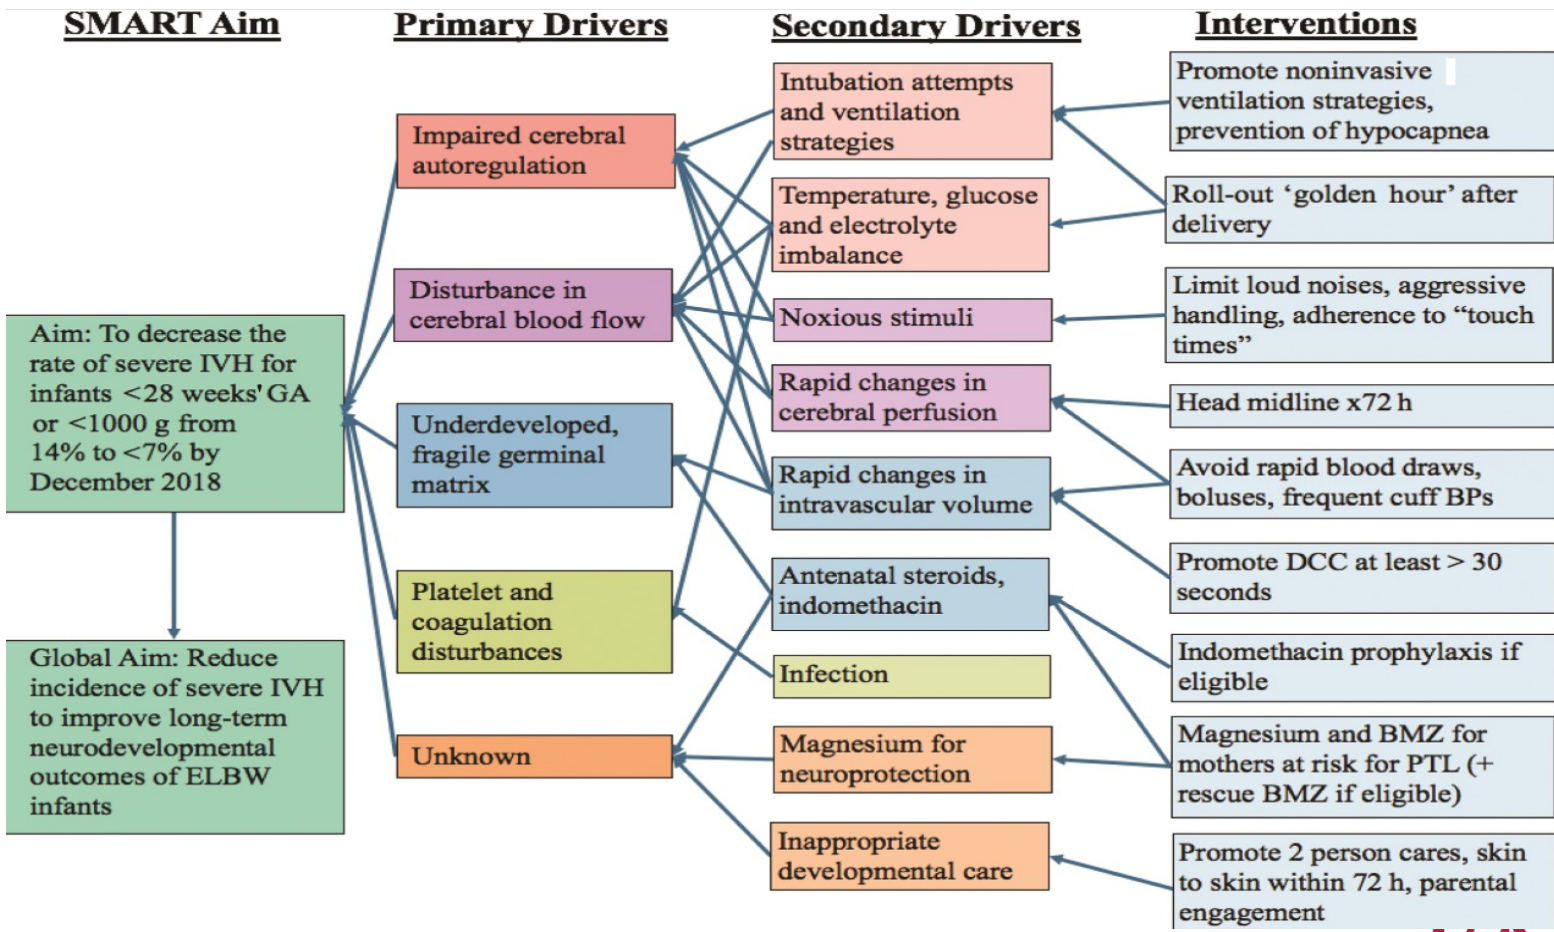 SMART Aim
Primary Drivers
Secondary Drivers
Interventions
Aim: To decrease the
rate of severe IVH for
infants <28 weeks' GA
or <1000 g from
14% to <7% by
December 2018
Global Aim: Reduce
incidence of severe IVH
to improve long-term
neurodevelopmental
outcomes of ELBW
infants
Impaired cerebral
autoregulation
Disturbance in
cerebral blood flow
Underdeveloped,
fragile germinal
matrix
Platelet and
coagulation
disturbances
Unknown
Intubation attempts
and ventilation
strategies
Temperature, glucose
and electrolyte
imbalance
Noxious stimuli
Rapid changes in
cerebral perfusion
Rapid changes in
intravascular volume
Antenatal steroids,
indomethacin
Infection
Magnesium for
neuroprotection
Inappropriate
developmental care
Promote noninvasive
ventilation strategies,
prevention of hypocapnea
Roll-out ‘golden hour’ after
delivery
Limit loud noises, aggressive
handling, adherence to “touch
times”
Head midline x72 h
Avoid rapid blood draws,
boluses, frequent cuff BPs
Promote DCC at least > 30
seconds
Indomethacin prophylaxis if
eligible
Magnesium and BMZ for
mothers at risk for PTL (+
rescue BMZ if eligible)
Promote 2 person cares, skin
to skin within 72 h, parental
engagement